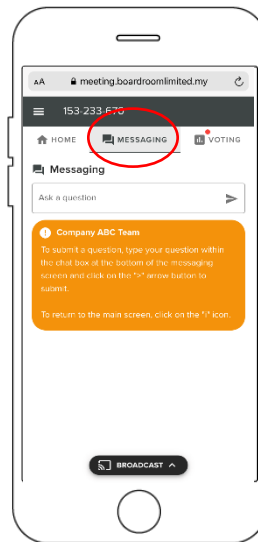 AA meeting.boardroomlimited.my
153-233-670
HOME MESSAGING VOTING
Messaging
Ask a question
Company ABC Team
To submit a question, type your question within
the chat box at the bottom of the messaging
screen and click on the ">" arrow button to
submit.
To return to the main screen, click on the "i" icon.
BROADCAST